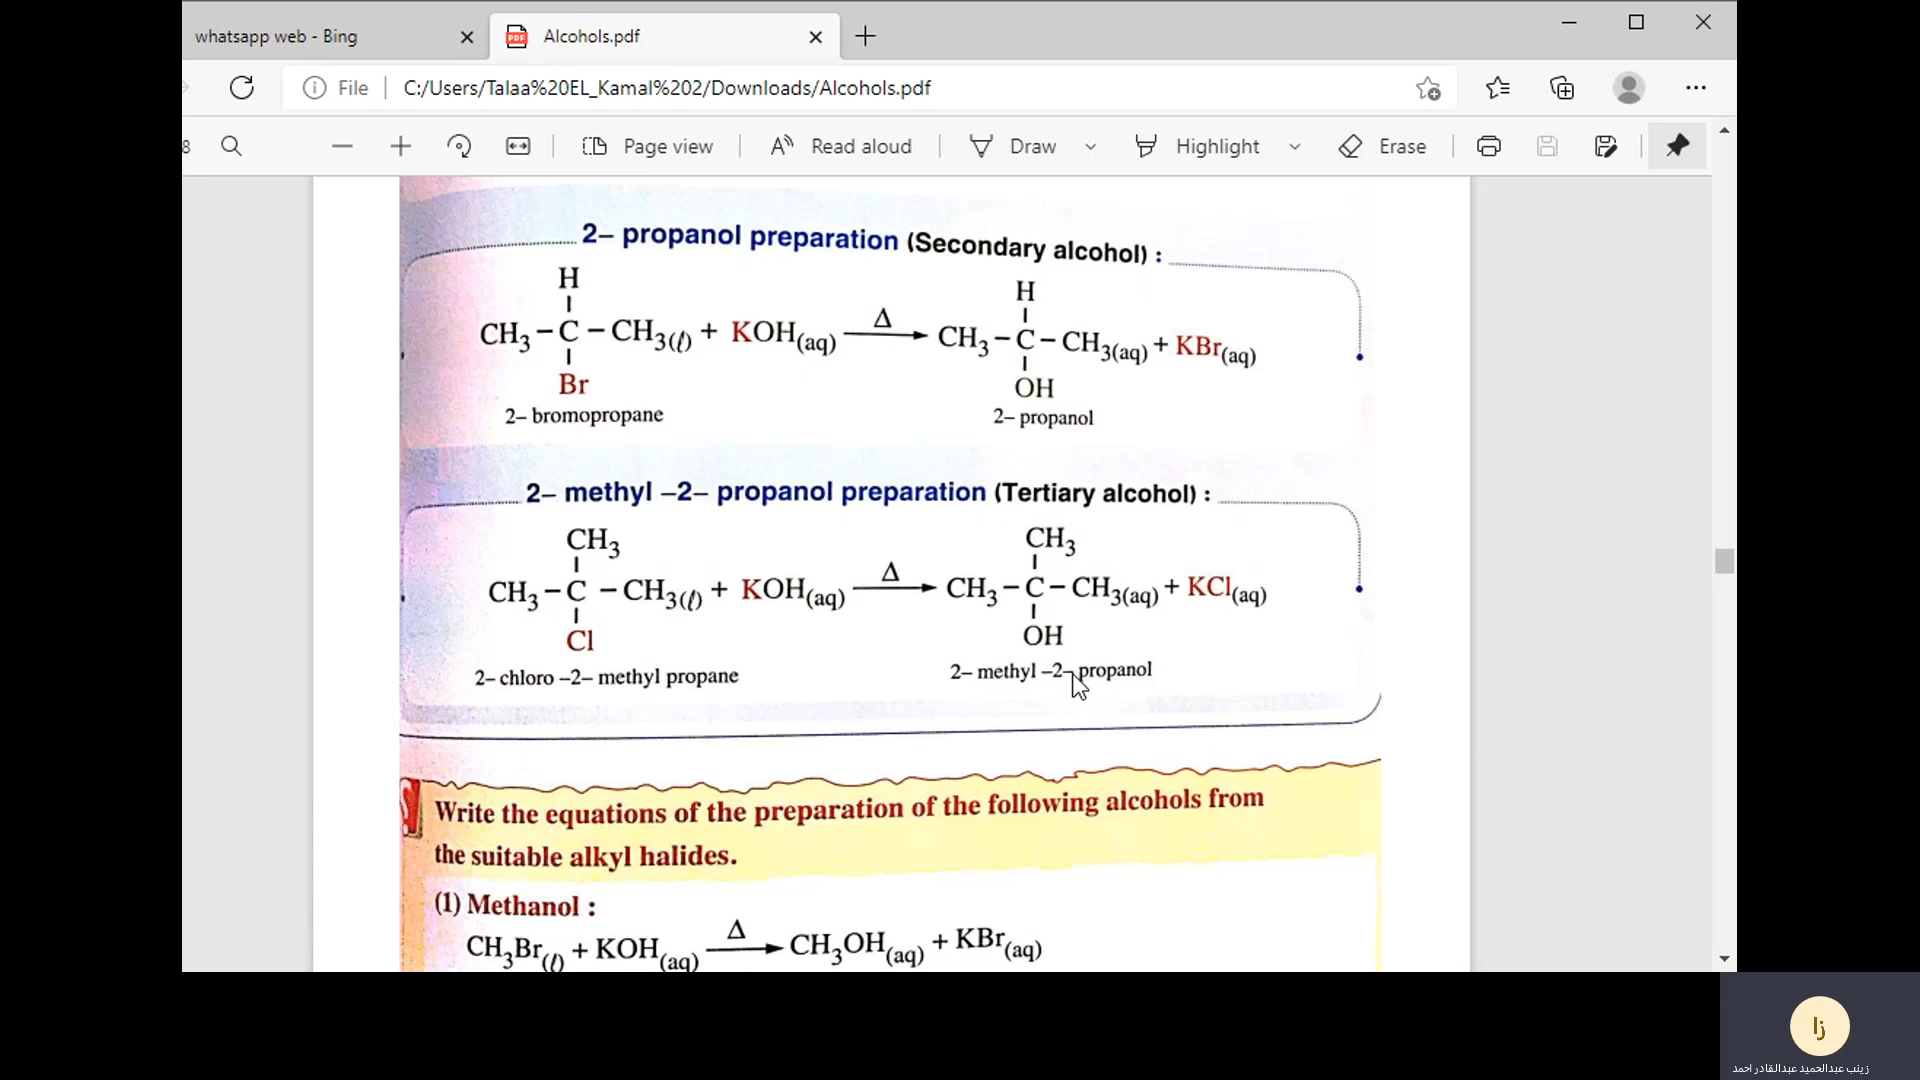 whatsapp web - Bing
Alcohols.pdf
File
C:/Users/Talaa%20EL_Kamal%202/Downloads/Alcohols.pdf
8
Page view
Read aloud
Draw
Highlight
Erase
2– propanol preparation (Secondary alcohol) :
H
CH3 – C – CH3(ℓ) + KOH(aq) Δ→ CH3 – C – CH3(aq) + KBr(aq)
Br
2– bromopropane
H
OH
2– propanol
2– methyl –2– propanol preparation (Tertiary alcohol) :
CH3
CH3 – C – CH3(ℓ) + KOH(aq) Δ→ CH3 – C – CH3(aq) + KCl(aq)
Cl
2– chloro –2– methyl propane
CH3
OH
2– methyl –2– propanol
Write the equations of the preparation of the following alcohols from
the suitable alkyl halides.
(1) Methanol :
CH3Br(ℓ) + KOH(aq) Δ→ CH3OH(aq) + KBr(aq)
زا
زينب عبدالحميد عبدالقادر احمد